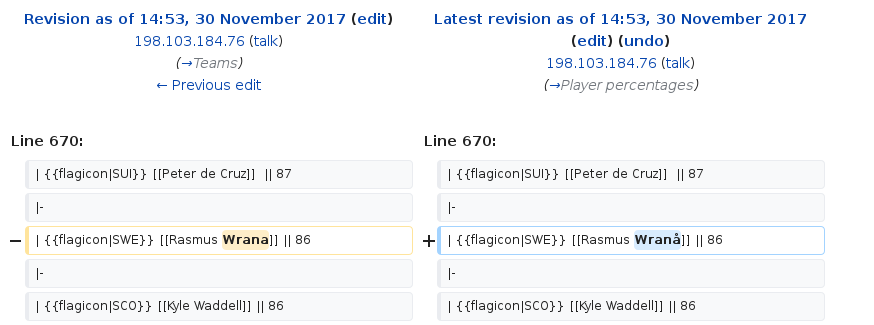 Revision as of 14:53, 30 November 2017 (edit)
198.103.184.76 (talk)
(→Teams)
← Previous edit
Latest revision as of 14:53, 30 November 2017
(edit) (undo)
198.103.184.76 (talk)
(→Player percentages)
Line 670:
Line 670:
| {{flagicon|SUI}} [[Peter de Cruz]] || 87
| {{flagicon|SUI}} [[Peter de Cruz]] || 87
|-
|-
− | {{flagicon|SWE}} [[Rasmus Wrana]] || 86
+ | {{flagicon|SWE}} [[Rasmus Wranå]] || 86
|-
|-
| {{flagicon|SCO}} [[Kyle Waddell]] || 86
| {{flagicon|SCO}} [[Kyle Waddell]] || 86